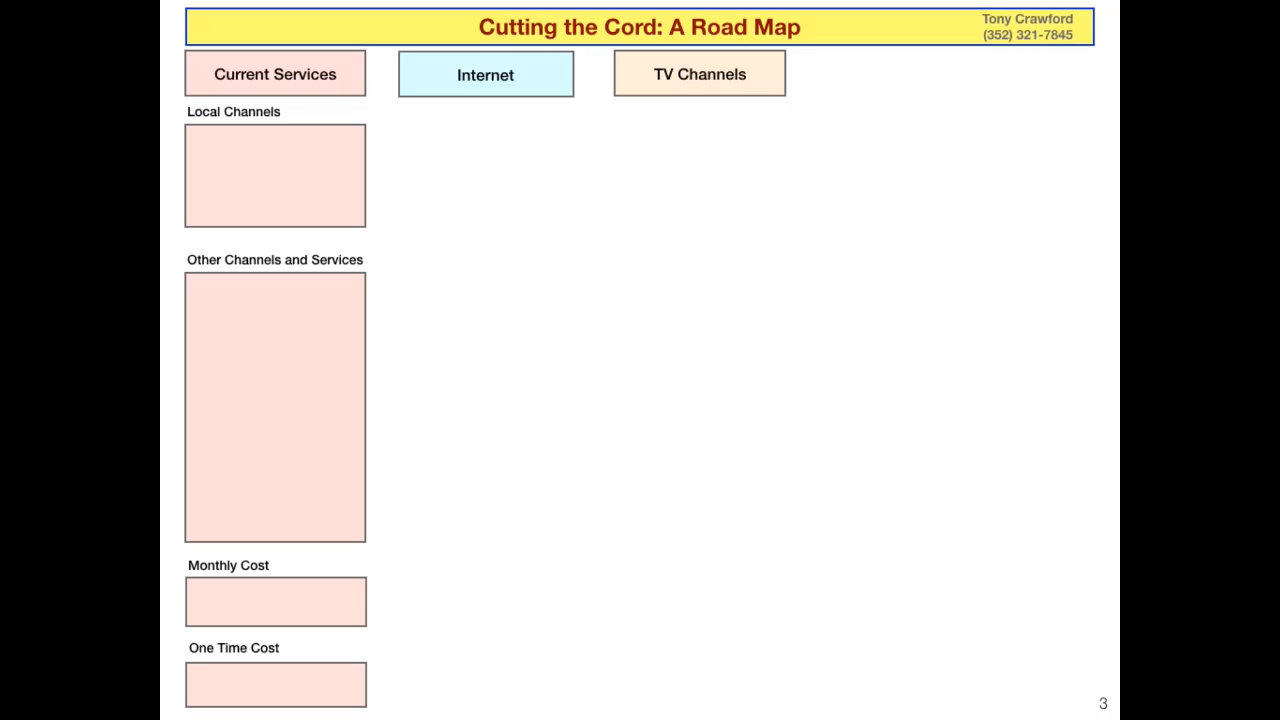 Cutting the Cord: A Road Map
Tony Crawford
(352) 321-7845
Current Services
Internet
TV Channels
Local Channels
Other Channels and Services
Monthly Cost
One Time Cost
3